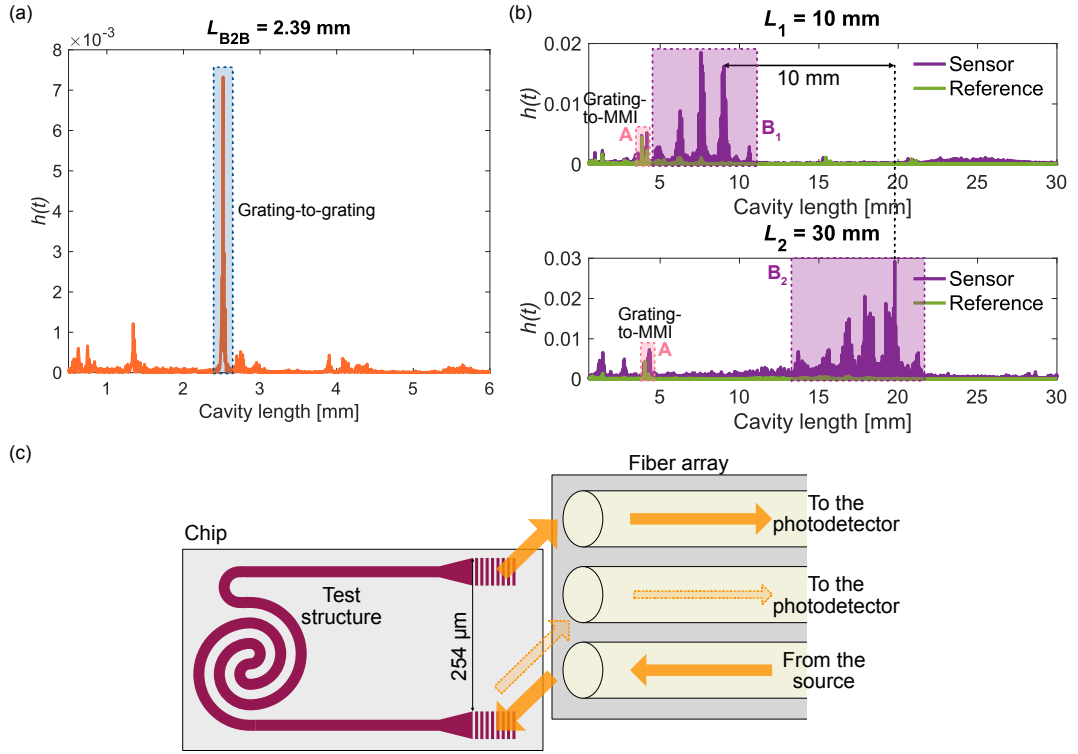 (a)
L_B2B = 2.39 mm
×10⁻³
8
7
6
5
4
3
2
1
0
h(t)
Grating-to-grating
1 2 3 4 5 6
Cavity length [mm]
(b)
L₁ = 10 mm
0.02
0.01
0
h(t)
Grating-
to-MMI
A
B₁
10 mm
Sensor
Reference
5 10 15 20 25 30
Cavity length [mm]
L₂ = 30 mm
0.03
0.02
0.01
0
h(t)
Grating-
to-MMI
A
B₂
Sensor
Reference
5 10 15 20 25 30
Cavity length [mm]
(c)
Chip
Test
structure
254 µm
Fiber array
To the
photodetector
To the
photodetector
From the
source